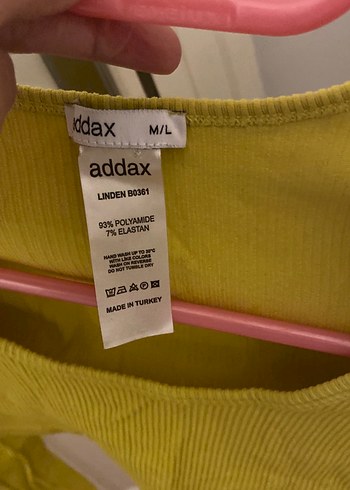 addax
M/L
addax
LINDEN B0361
93% POLYAMIDE
7% ELASTAN
HAND WASH UP TO 30°C
WITH LIKE COLORS
WASH ON REVERSE
DO NOT TUMBLE DRY
MADE IN TURKEY